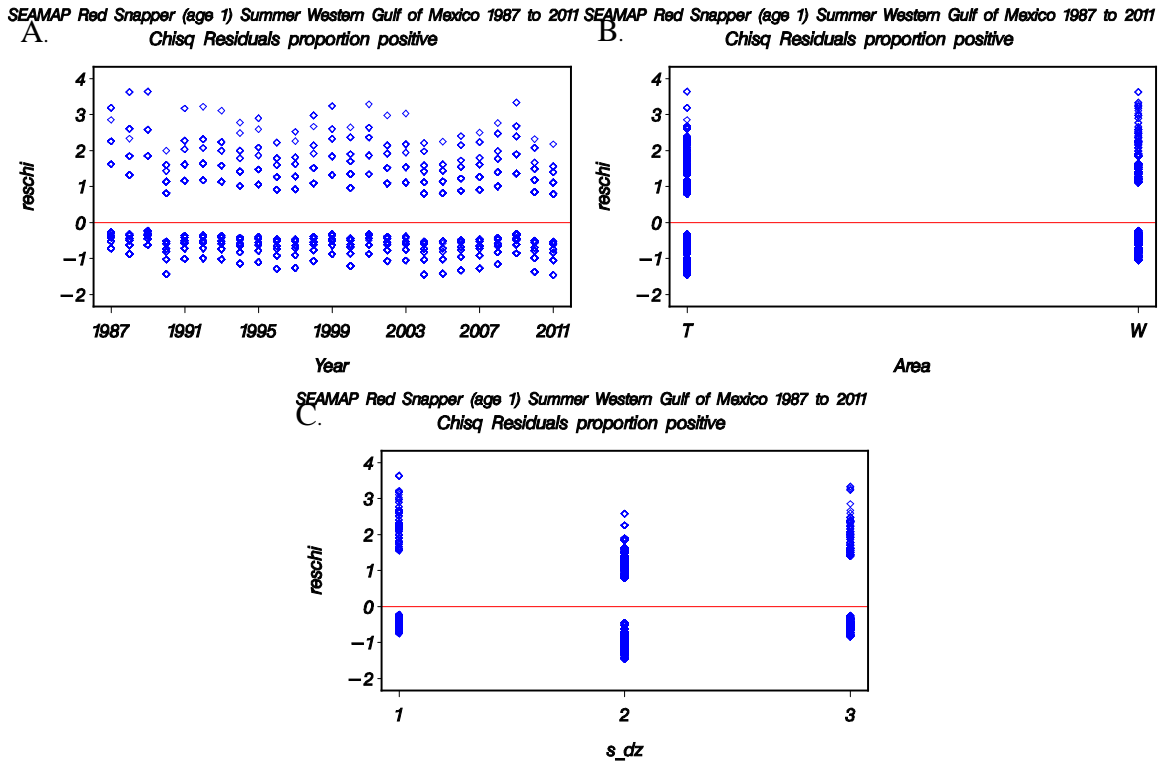 SEAMAP Red Snapper (age 1) Summer Western Gulf of Mexico 1987 to 2011
A.
Chisq Residuals proportion positive
4
3
2
1
0
−1
−2
reschi
1987 1991 1995 1999 2003 2007 2011
Year
SEAMAP Red Snapper (age 1) Summer Western Gulf of Mexico 1987 to 2011
B.
Chisq Residuals proportion positive
4
3
2
1
0
−1
−2
reschi
T W
Area
SEAMAP Red Snapper (age 1) Summer Western Gulf of Mexico 1987 to 2011
C.
Chisq Residuals proportion positive
4
3
2
1
0
−1
−2
reschi
1 2 3
s_dz